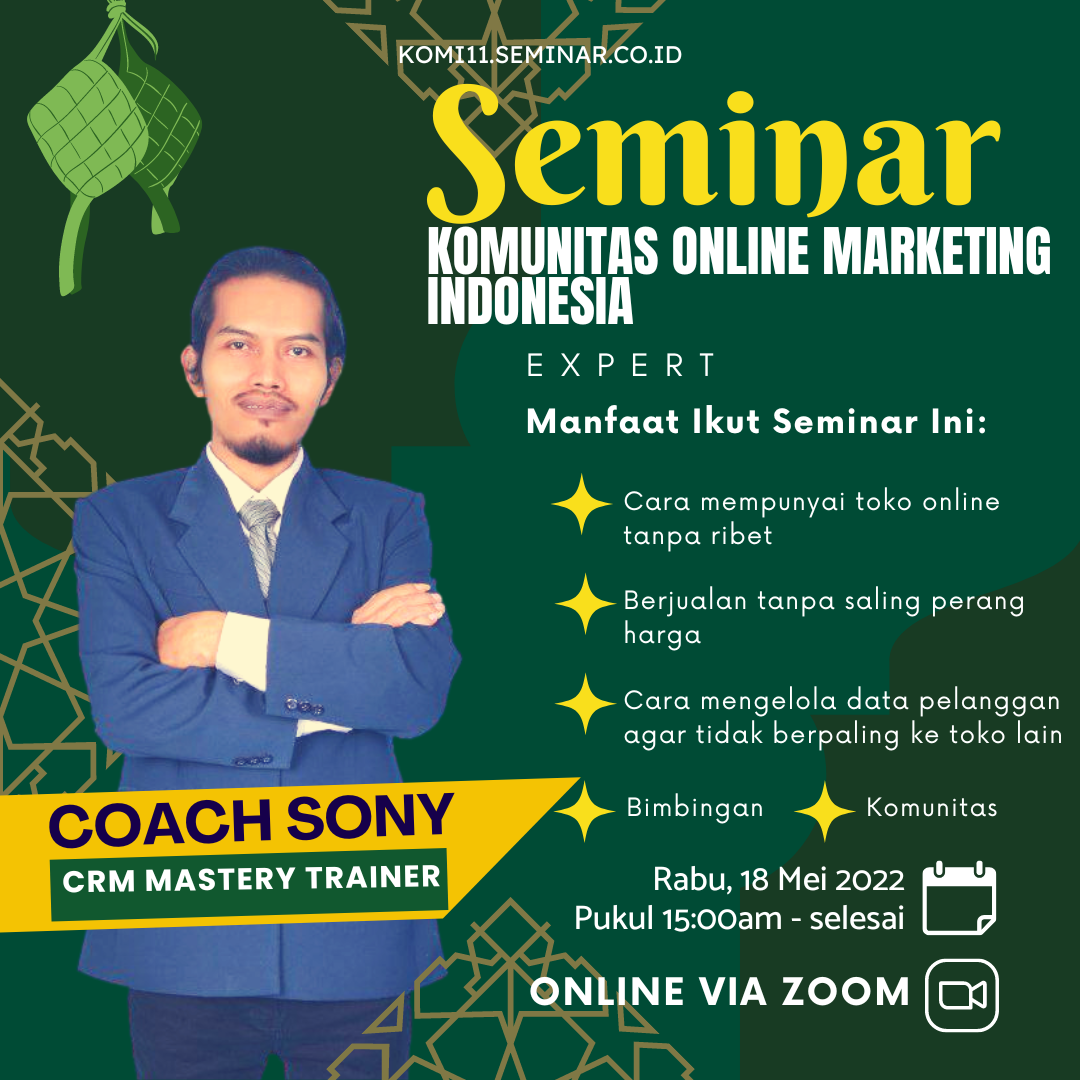 KOMI11.SEMINAR.CO.ID
Seminar
KOMUNITAS ONLINE MARKETING
INDONESIA
EXPERT
Manfaat Ikut Seminar Ini:
Cara mempunyai toko online
tanpa ribet
Berjualan tanpa saling perang
harga
Cara mengelola data pelanggan
agar tidak berpaling ke toko lain
Bimbingan
Komunitas
COACH SONY
CRM MASTERY TRAINER
Rabu, 18 Mei 2022
Pukul 15:00am - selesai
ONLINE VIA ZOOM